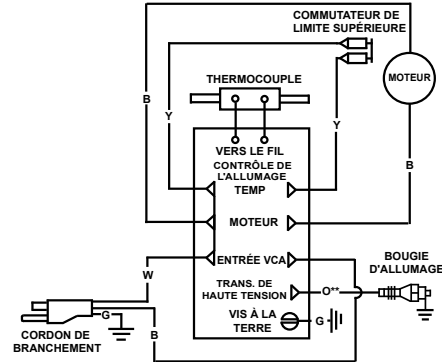 COMMUTATEUR DE
LIMITE SUPÉRIEURE
THERMOCOUPLE
MOTEUR
B
Y
Y
B
VERS LE FIL
CONTRÔLE DE
L'ALLUMAGE
TEMP
MOTEUR
ENTRÉE VCA
BOUGIE
D'ALLUMAGE
W
TRANS. DE
HAUTE TENSION
O**
G
VIS À LA
TERRE
G
CORDON DE
BRANCHEMENT
B